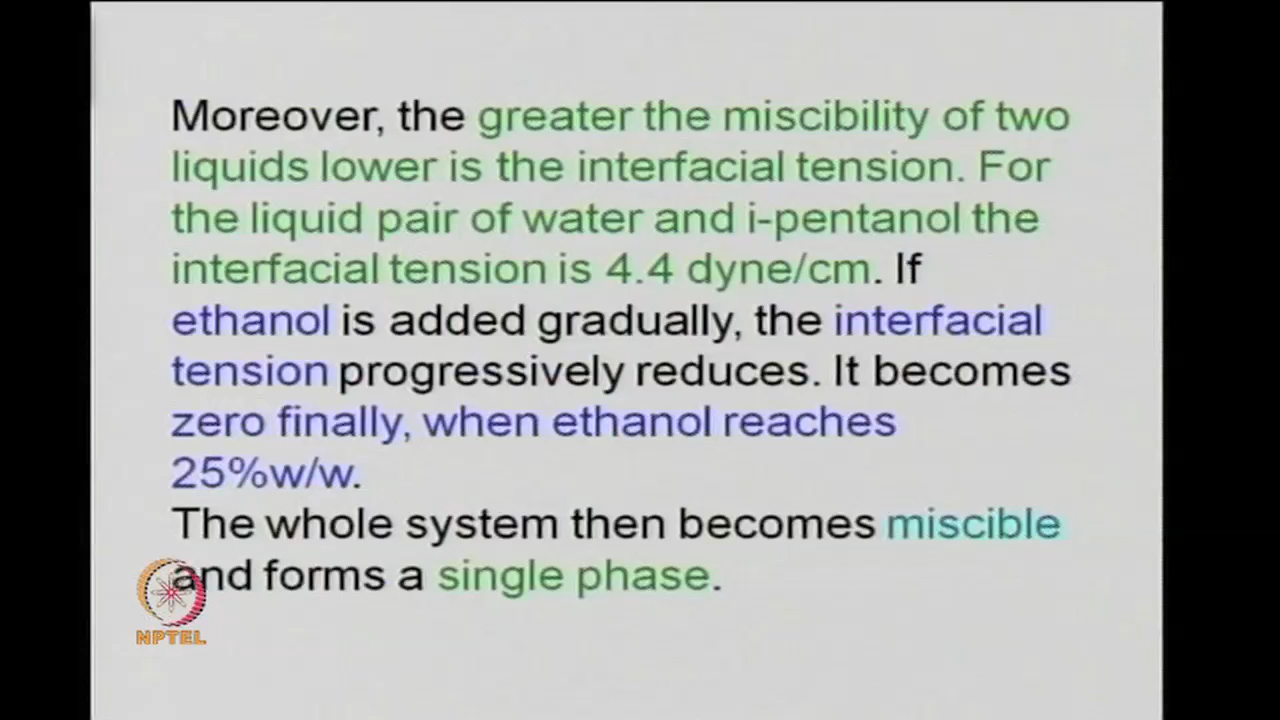 Moreover, the greater the miscibility of two
liquids lower is the interfacial tension. For
the liquid pair of water and i-pentanol the
interfacial tension is 4.4 dyne/cm. If
ethanol is added gradually, the interfacial
tension progressively reduces. It becomes
zero finally, when ethanol reaches
25%w/w.
The whole system then becomes miscible
and forms a single phase.
NPTEL